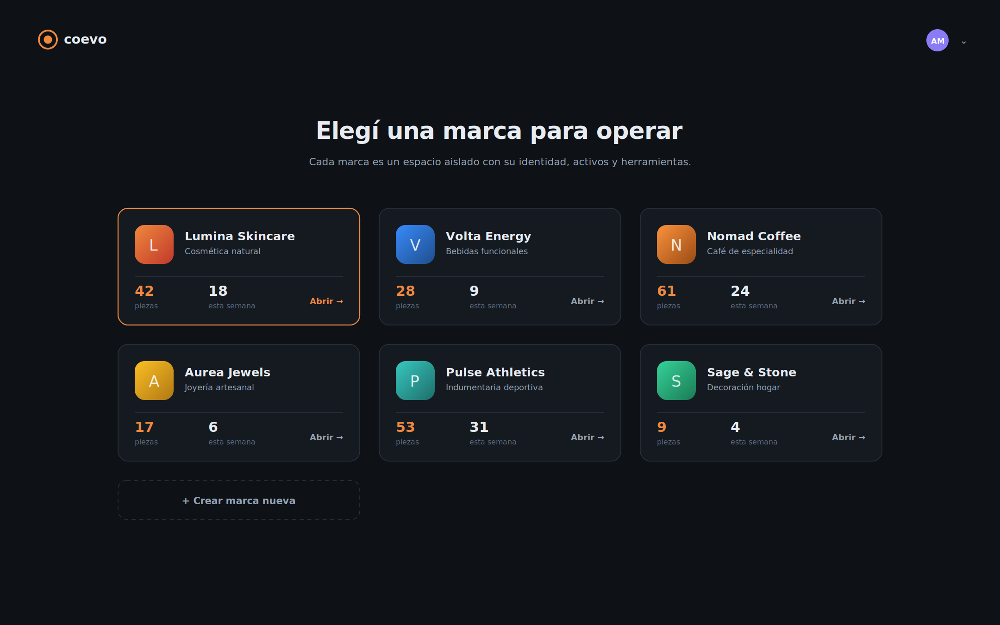 coevo
AM
Elegí una marca para operar
Cada marca es un espacio aislado con su identidad, activos y herramientas.
L
Lumina Skincare
Cosmética natural
42
piezas
18
esta semana
Abrir →
V
Volta Energy
Bebidas funcionales
28
piezas
9
esta semana
Abrir →
N
Nomad Coffee
Café de especialidad
61
piezas
24
esta semana
Abrir →
A
Aurea Jewels
Joyería artesanal
17
piezas
6
esta semana
Abrir →
P
Pulse Athletics
Indumentaria deportiva
53
piezas
31
esta semana
Abrir →
S
Sage & Stone
Decoración hogar
9
piezas
4
esta semana
Abrir →
+ Crear marca nueva